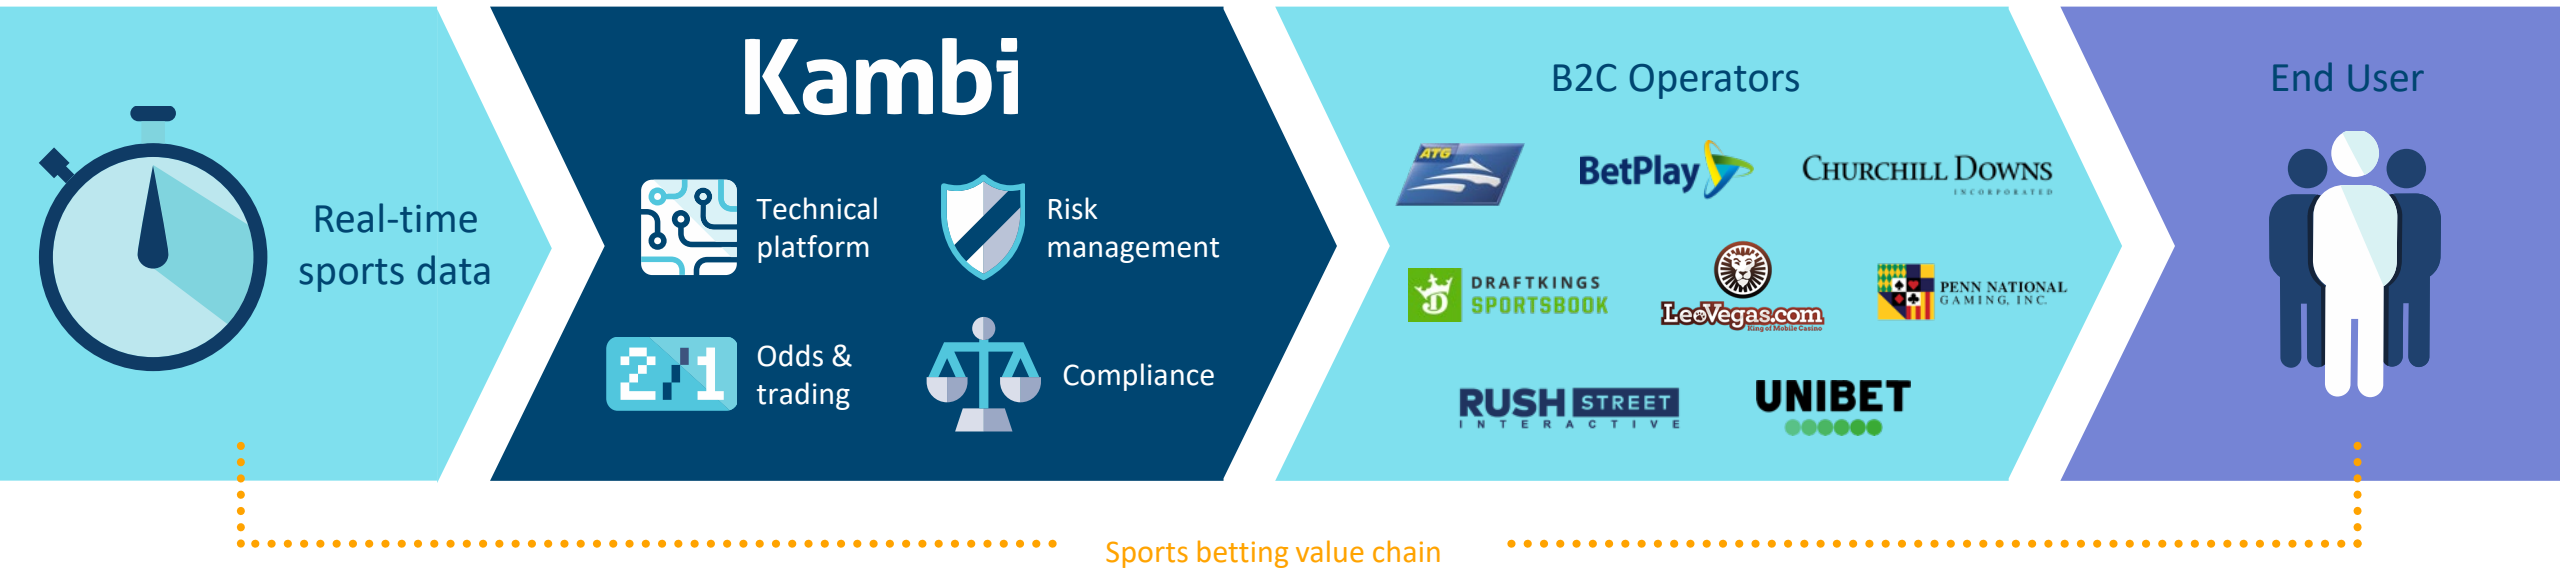 Real-time
sports data
Kambi
Technical
platform
Risk
management
2/1
Odds &
trading
Compliance
B2C Operators
ATG
BetPlay
CHURCHILL DOWNS
INCORPORATED
DRAFTKINGS
SPORTSBOOK
LeoVegas.com
King of Mobile Casino
PENN NATIONAL
GAMING, INC.
RUSH STREET
INTERACTIVE
UNIBET
End User
Sports betting value chain